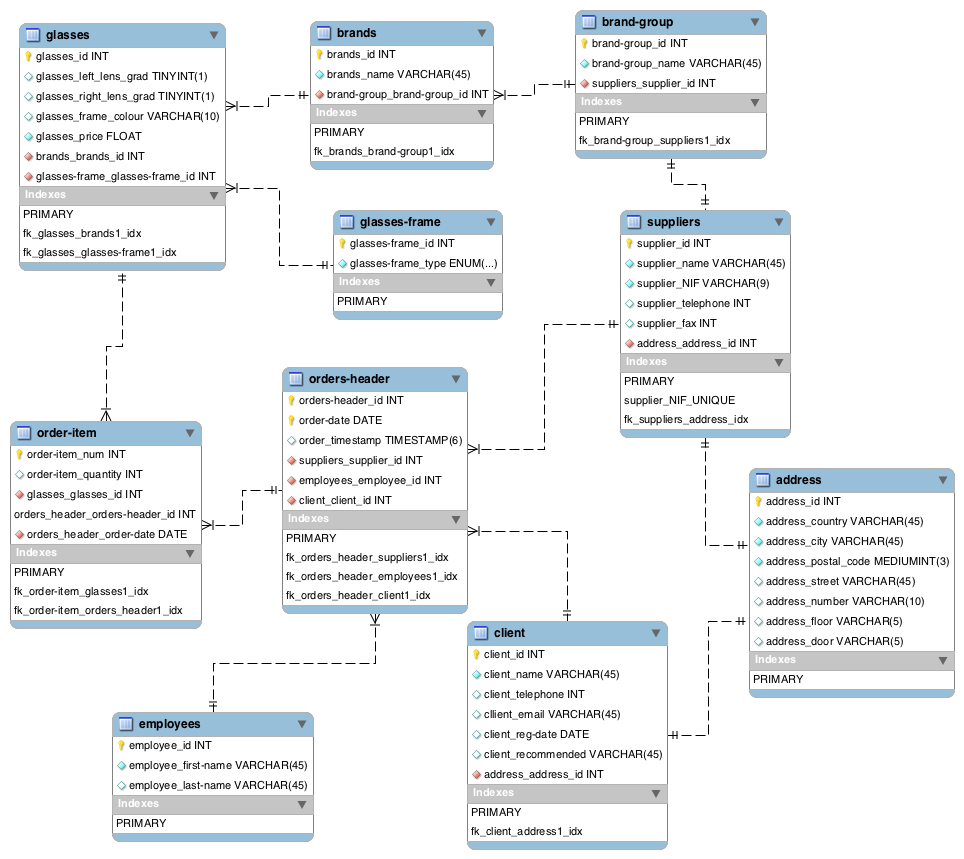 glasses
glasses_id INT
glasses_left_lens_grad TINYINT(1)
glasses_right_lens_grad TINYINT(1)
glasses_frame_colour VARCHAR(10)
glasses_price FLOAT
brands_brands_id INT
glasses-frame_glasses-frame_id INT
Indexes
PRIMARY
fk_glasses_brands1_idx
fk_glasses_glasses-frame1_idx
brands
brands_id INT
brands_name VARCHAR(45)
brand-group_brand-group_id INT
Indexes
PRIMARY
fk_brands_brand-group1_idx
brand-group
brand-group_id INT
brand-group_name VARCHAR(45)
suppliers_supplier_id INT
Indexes
PRIMARY
fk_brand-group_suppliers1_idx
glasses-frame
glasses-frame_id INT
glasses-frame_type ENUM(...)
Indexes
PRIMARY
suppliers
supplier_id INT
supplier_name VARCHAR(45)
supplier_NIF VARCHAR(9)
supplier_telephone INT
supplier_fax INT
address_address_id INT
Indexes
PRIMARY
supplier_NIF_UNIQUE
fk_suppliers_address_idx
orders-header
orders-header_id INT
order-date DATE
order_timestamp TIMESTAMP(6)
suppliers_supplier_id INT
employees_employee_id INT
client_client_id INT
Indexes
PRIMARY
fk_orders_header_suppliers1_idx
fk_orders_header_employees1_idx
fk_orders_header_client1_idx
order-item
order-item_num INT
order-item_quantity INT
glasses_glasses_id INT
orders_header_orders-header_id INT
orders_header_order-date DATE
Indexes
PRIMARY
fk_order-item_glasses1_idx
fk_order-item_orders_header1_idx
address
address_id INT
address_country VARCHAR(45)
address_city VARCHAR(45)
address_postal_code MEDIUMINT(3)
address_street VARCHAR(45)
address_number VARCHAR(10)
address_floor VARCHAR(5)
address_door VARCHAR(5)
Indexes
PRIMARY
client
client_id INT
client_name VARCHAR(45)
client_telephone INT
cllient_email VARCHAR(45)
client_reg-date DATE
client_recommended VARCHAR(45)
address_address_id INT
Indexes
PRIMARY
fk_client_address1_idx
employees
employee_id INT
employee_first-name VARCHAR(45)
employee_last-name VARCHAR(45)
Indexes
PRIMARY